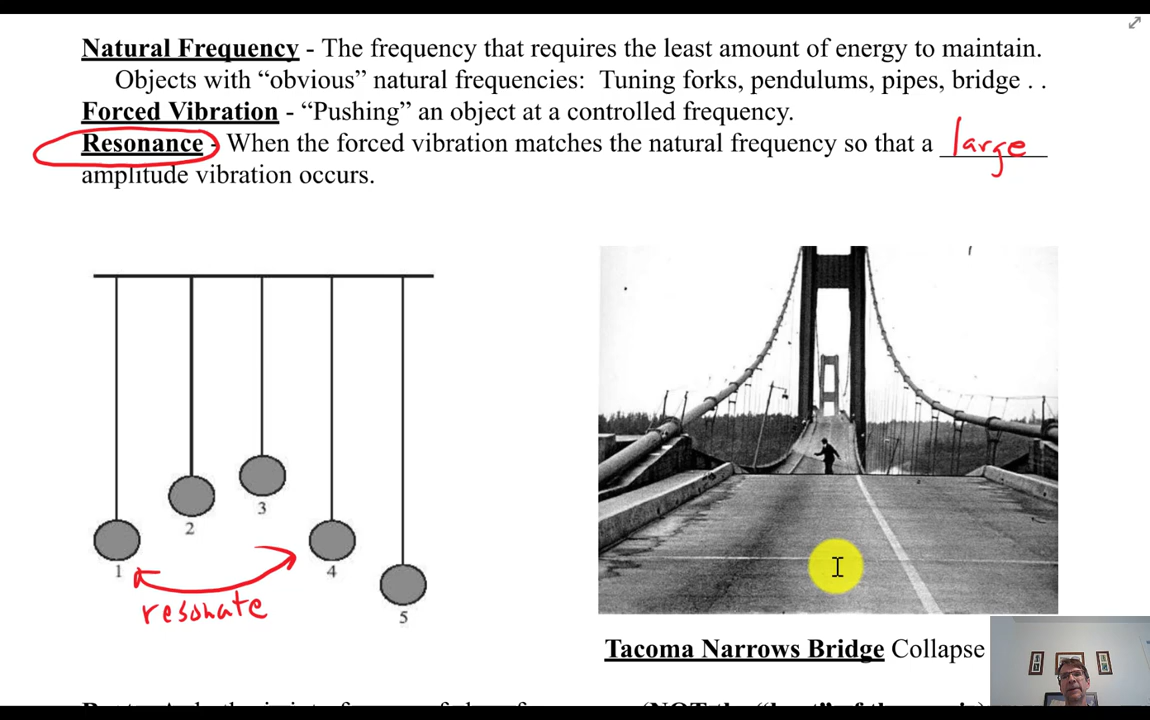 Natural Frequency - The frequency that requires the least amount of energy to maintain.
Objects with “obvious” natural frequencies: Tuning forks, pendulums, pipes, bridge . .
Forced Vibration - “Pushing” an object at a controlled frequency.
Resonance - When the forced vibration matches the natural frequency so that a large
amplitude vibration occurs.
3
2
1
4
resonate
5
Tacoma Narrows Bridge Collapse